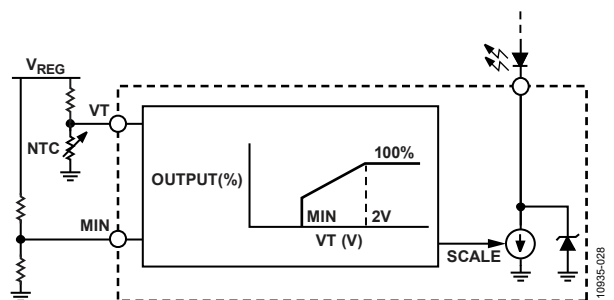 VREG
VT
NTC
MIN
OUTPUT(%)
100%
MIN
2V
VT (V)
SCALE
10935-028